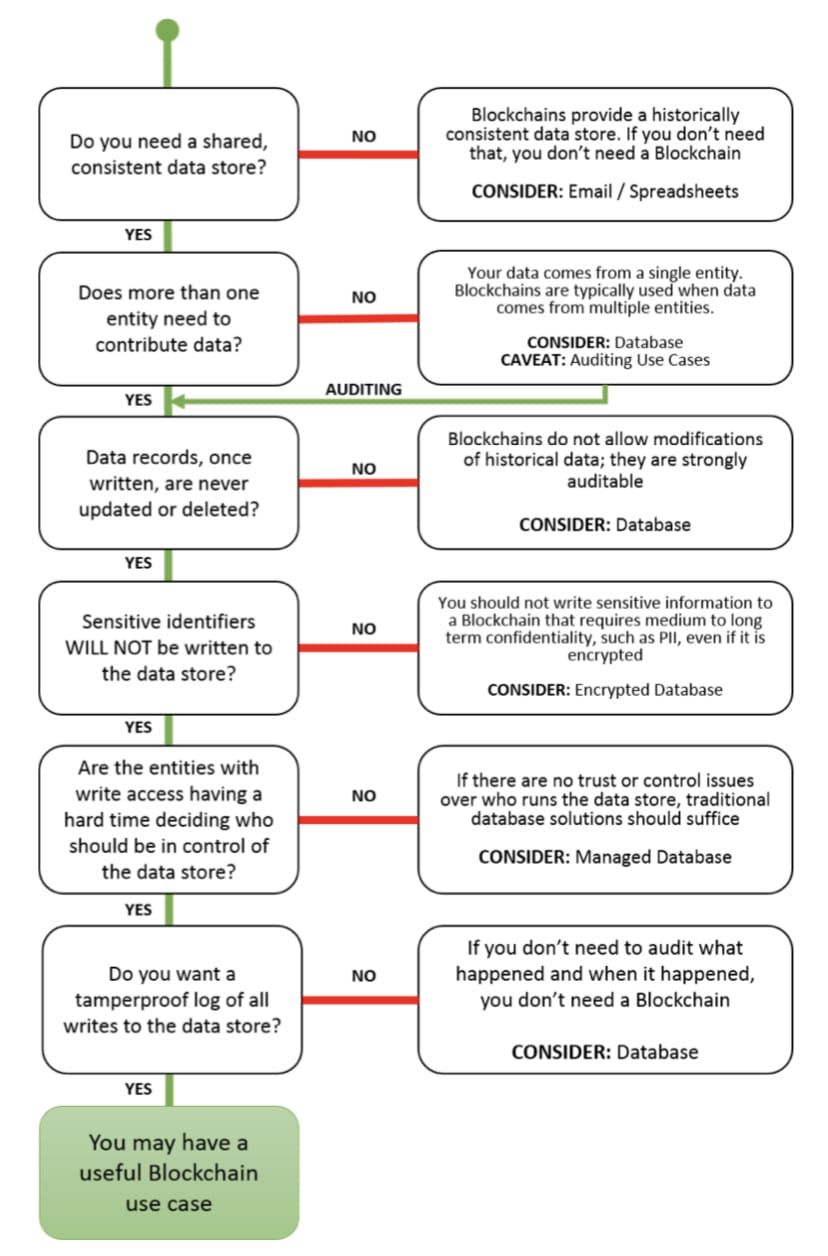 Do you need a shared,
consistent data store?
NO
Blockchains provide a historically
consistent data store. If you don’t need
that, you don’t need a Blockchain
CONSIDER: Email / Spreadsheets
YES
Does more than one
entity need to
contribute data?
NO
Your data comes from a single entity.
Blockchains are typically used when data
comes from multiple entities.
CONSIDER: Database
CAVEAT: Auditing Use Cases
AUDITING
YES
Data records, once
written, are never
updated or deleted?
NO
Blockchains do not allow modifications
of historical data; they are strongly
auditable
CONSIDER: Database
YES
Sensitive identifiers
WILL NOT be written to
the data store?
NO
You should not write sensitive information to
a Blockchain that requires medium to long
term confidentiality, such as PII, even if it is
encrypted
CONSIDER: Encrypted Database
YES
Are the entities with
write access having a
hard time deciding who
should be in control of
the data store?
NO
If there are no trust or control issues
over who runs the data store, traditional
database solutions should suffice
CONSIDER: Managed Database
YES
Do you want a
tamperproof log of all
writes to the data store?
NO
If you don’t need to audit what
happened and when it happened,
you don’t need a Blockchain
CONSIDER: Database
YES
You may have a
useful Blockchain
use case